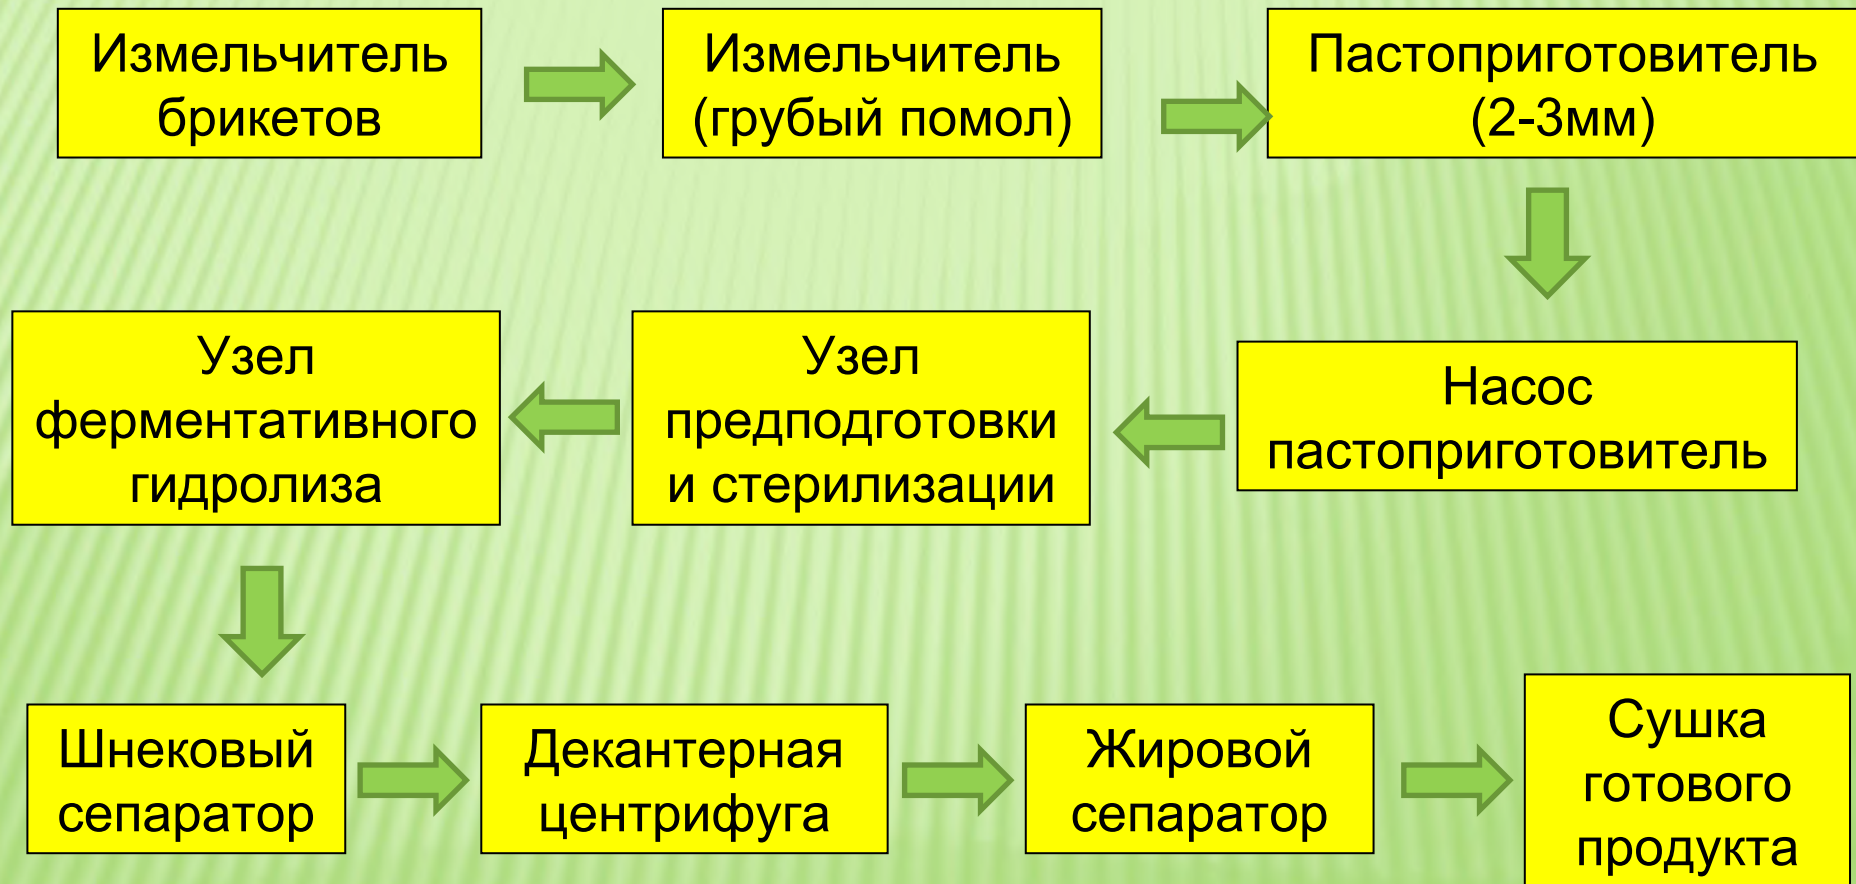 Измельчитель
брикетов
Измельчитель
(грубый помол)
Пастоприготовитель
(2-3мм)
Насос
пастоприготовитель
Узел
предподготовки
и стерилизации
Узел
ферментативного
гидролиза
Шнековый
сепаратор
Декантерная
центрифуга
Жировой
сепаратор
Сушка
готового
продукта